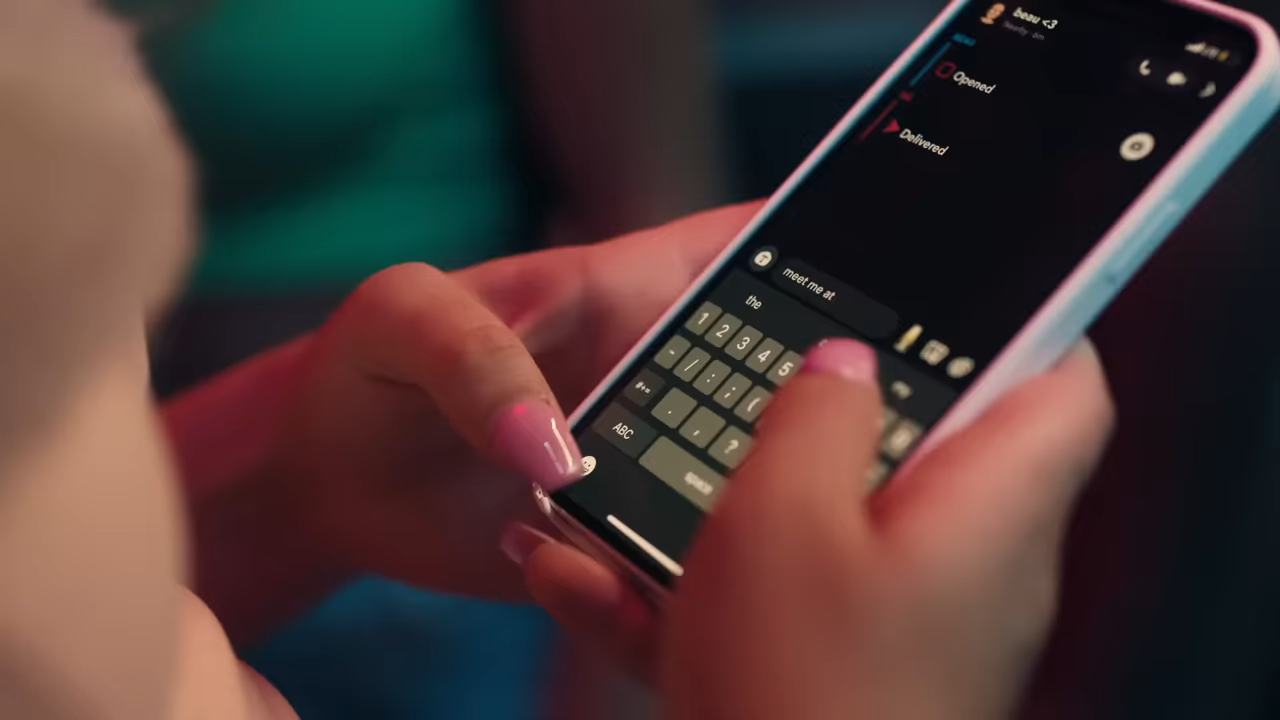 beau <3
Opened
Delivered
meet me at
the
1 2 3 4 5
- / : ; (
#+=
. , ?
ABC
space